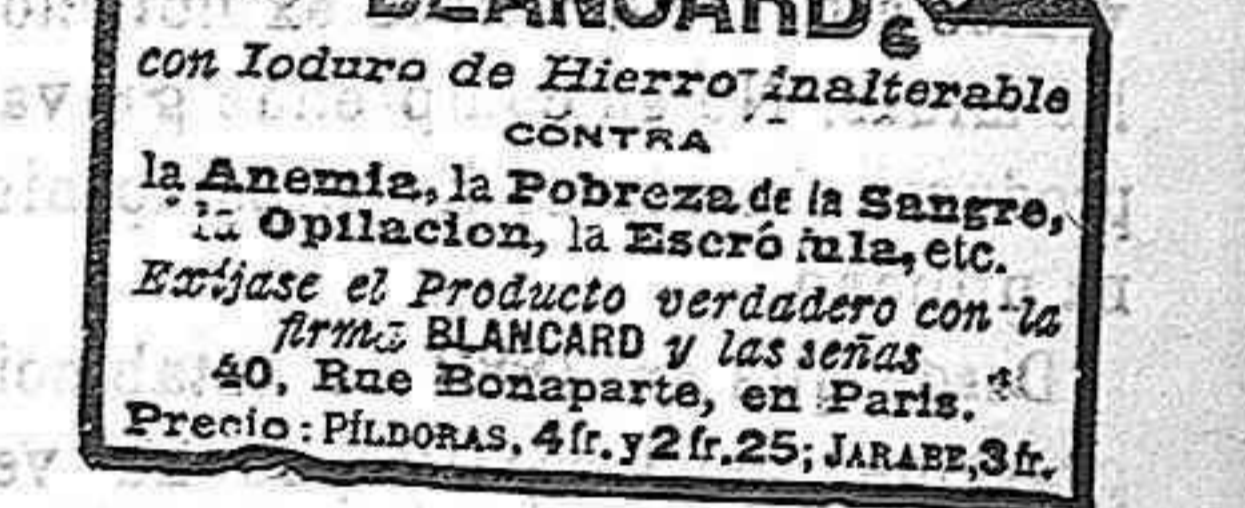 BLANCARD
con Ioduro de Hierro inalterable
CONTRA
la Anemia, la Pobreza de la Sangre,
la Opilacion, la Escrófula, etc.
Exíjase el Producto verdadero con la
firma BLANCARD y las señas
40, Rue Bonaparte, en Paris.
Precio: PÍLDORAS, 4 fr. y 2 fr. 25; JARABE, 3 fr.